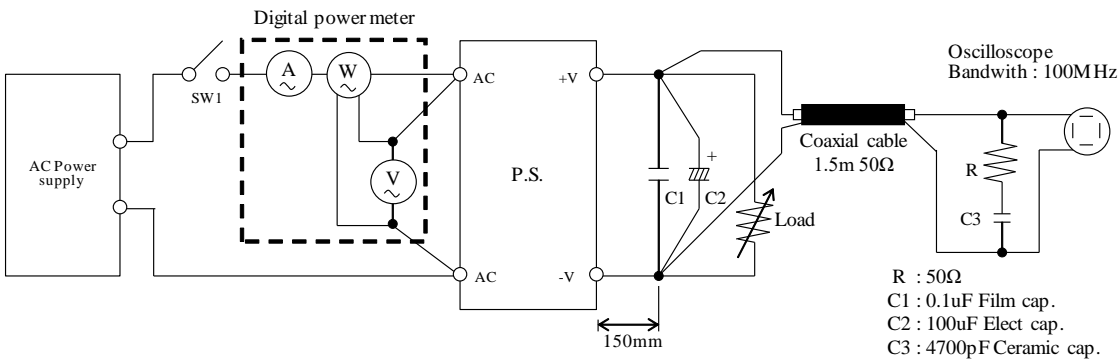 Digital power meter
AC Power
supply
SW1
A
W
V
AC
AC
P.S.
+V
-V
150mm
C1
+
C2
Load
Coaxial cable
1.5m 50Ω
Oscilloscope
Bandwith : 100MHz
R
C3
R : 50Ω
C1 : 0.1uF Film cap.
C2 : 100uF Elect cap.
C3 : 4700pF Ceramic cap.